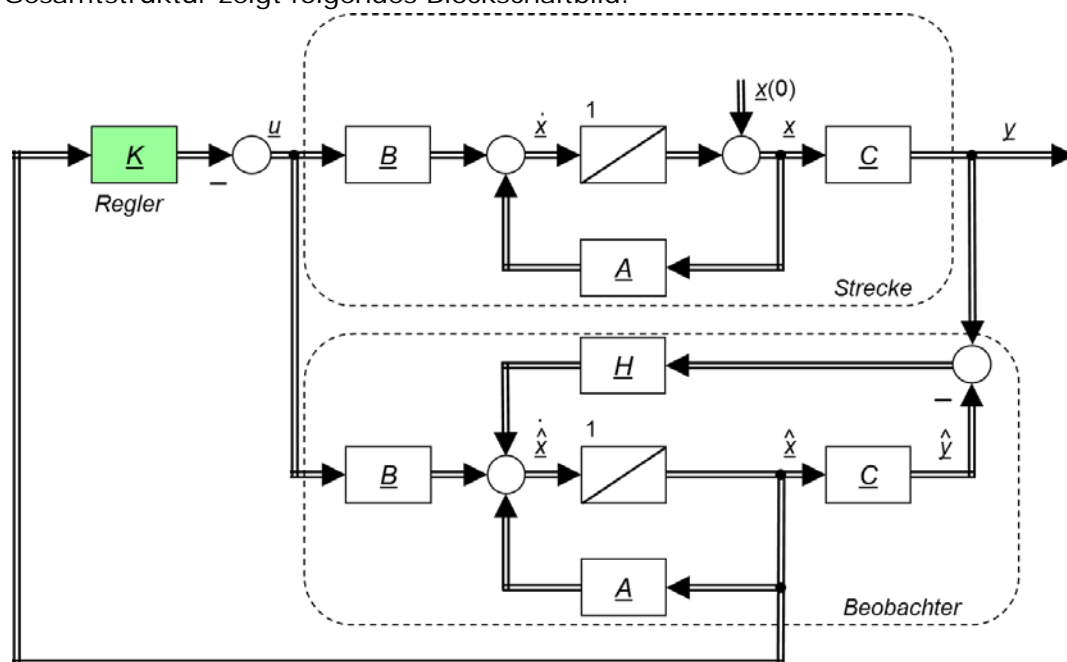 Gesamtstruktur zeigt folgendes Blockschaltbild:
x(0)
1
K
–
u
B
ẋ
x
C
y
Regler
A
Strecke
H
–
B
1
x̂̇
x̂
C
ŷ
A
Beobachter